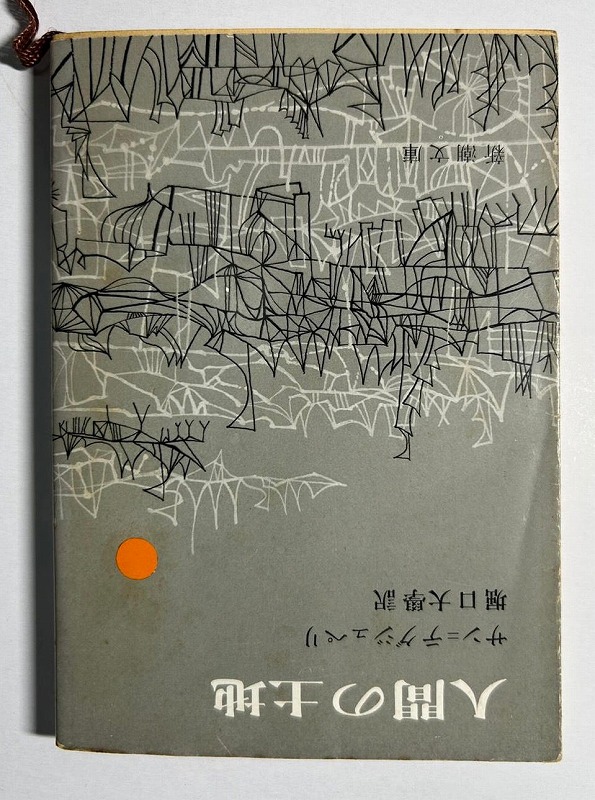 人間の土地
サン=テグジュペリ
堀口大學訳
新潮文庫